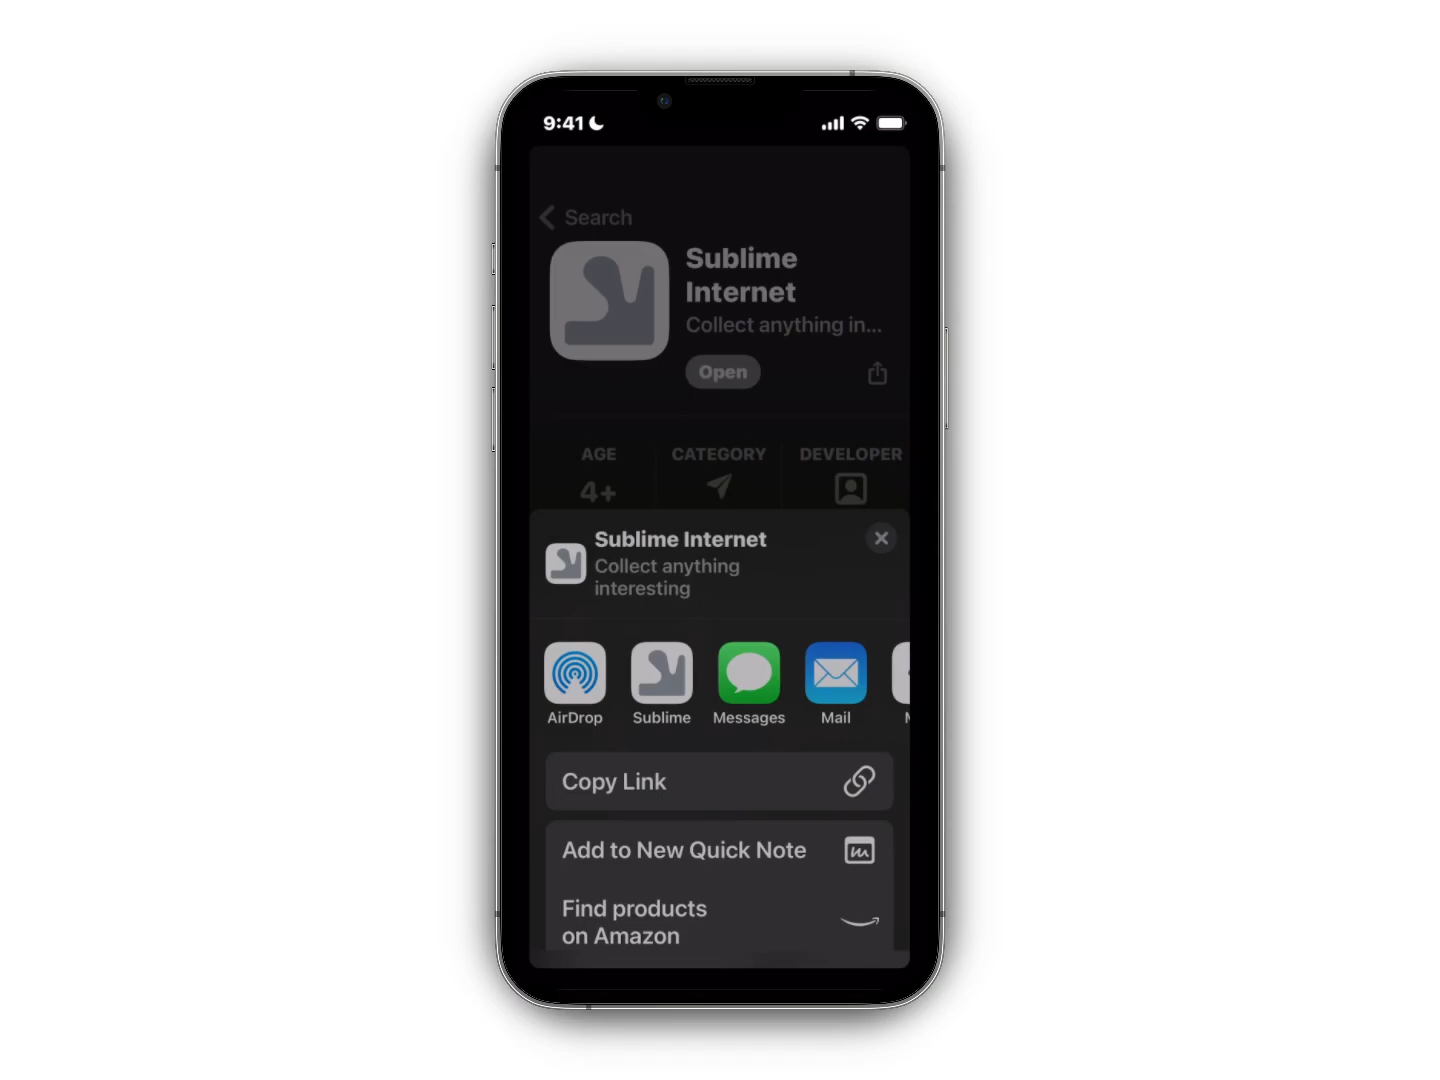 9:41
Search
Sublime
Internet
Collect anything in...
Open
AGE
CATEGORY
DEVELOPER
4+
Sublime Internet
Collect anything
interesting
AirDrop
Sublime
Messages
Mail
Copy Link
Add to New Quick Note
Find products
on Amazon